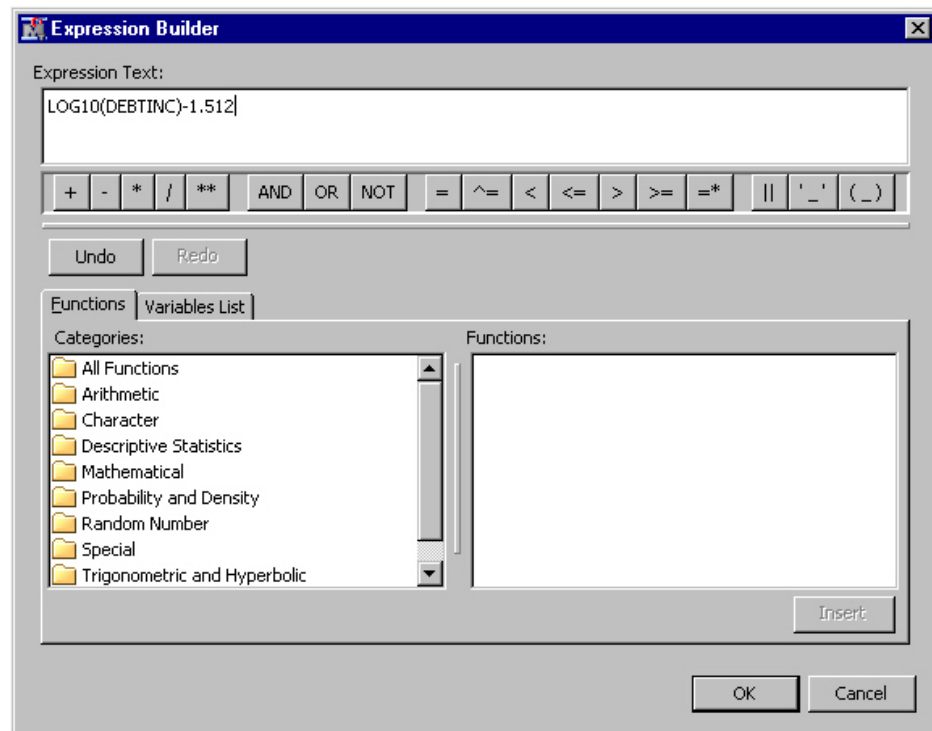 Expression Builder
Expression Text:
LOG10(DEBTINC)-1.512
+ - * / ** AND OR NOT = ^= < <= > >= =* || '_' (_)
Undo Redo
Functions Variables List
Categories: Functions:
All Functions
Arithmetic
Character
Descriptive Statistics
Mathematical
Probability and Density
Random Number
Special
Trigonometric and Hyperbolic
Insert
OK Cancel